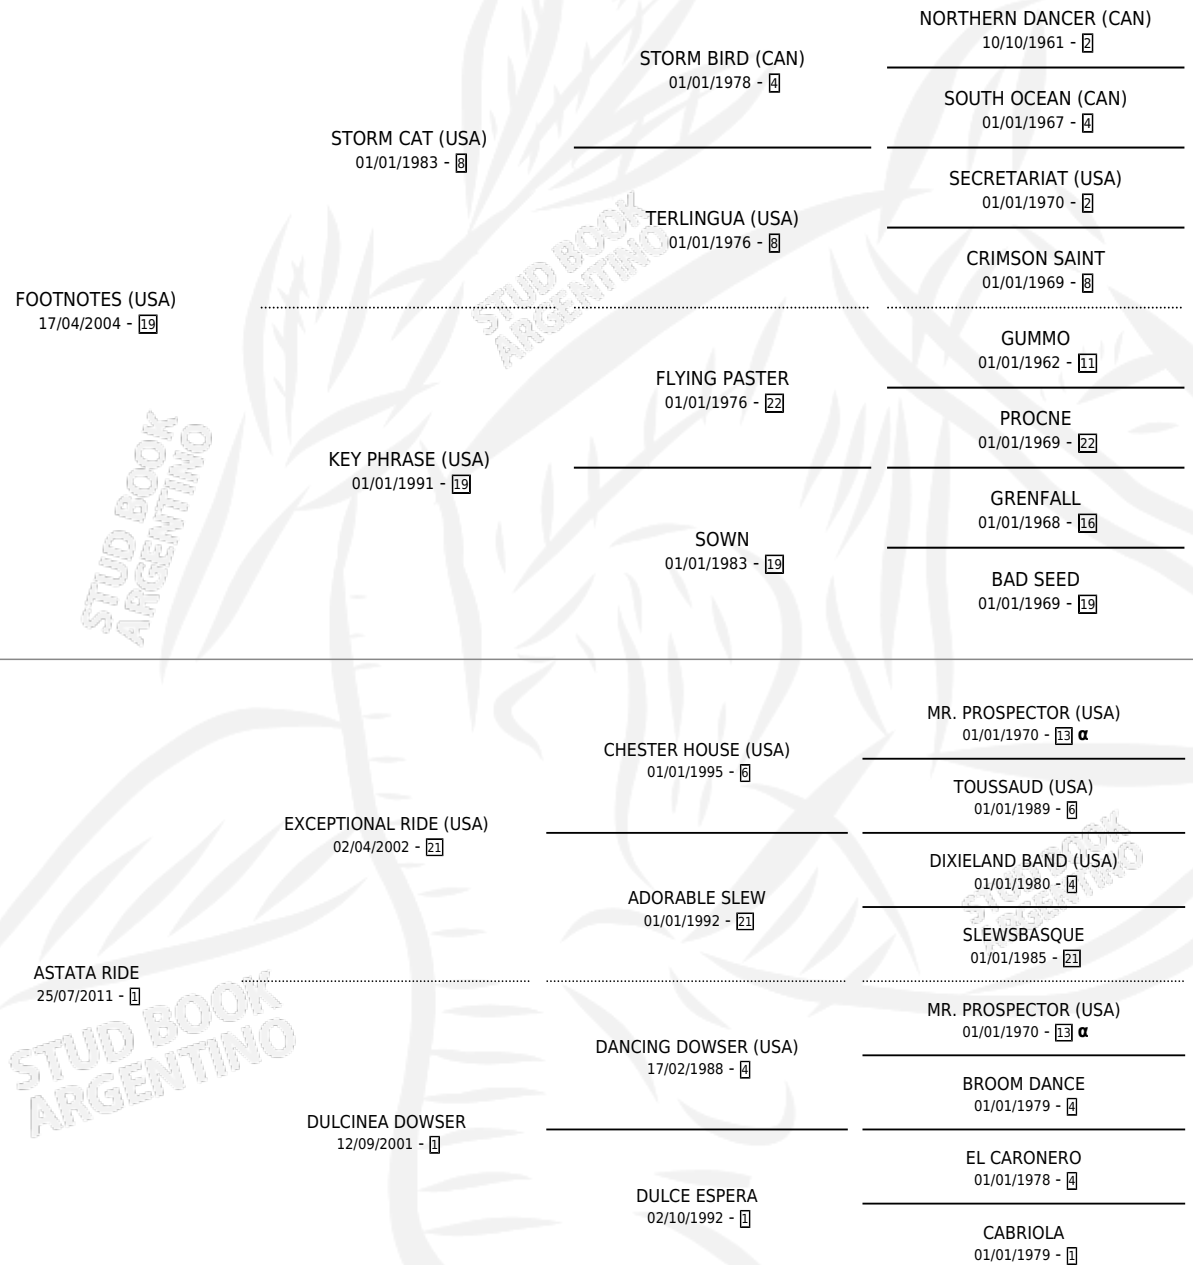 FOOTNOTES (USA)
17/04/2004 - 19
STORM CAT (USA)
01/01/1983 - 8
STORM BIRD (CAN)
01/01/1978 - 4
NORTHERN DANCER (CAN)
10/10/1961 - 2
SOUTH OCEAN (CAN)
01/01/1967 - 4
TERLINGUA (USA)
01/01/1976 - 8
SECRETARIAT (USA)
01/01/1970 - 2
CRIMSON SAINT
01/01/1969 - 8
KEY PHRASE (USA)
01/01/1991 - 19
FLYING PASTER
01/01/1976 - 22
GUMMO
01/01/1962 - 11
PROCNE
01/01/1969 - 22
SOWN
01/01/1983 - 19
GRENFALL
01/01/1968 - 16
BAD SEED
01/01/1969 - 19
ASTATA RIDE
25/07/2011 - 1
EXCEPTIONAL RIDE (USA)
02/04/2002 - 21
CHESTER HOUSE (USA)
01/01/1995 - 6
MR. PROSPECTOR (USA)
01/01/1970 - 13 α
TOUSSAUD (USA)
01/01/1989 - 6
ADORABLE SLEW
01/01/1992 - 21
DIXIELAND BAND (USA)
01/01/1980 - 4
SLEWSBASQUE
01/01/1985 - 21
DULCINEA DOWSER
12/09/2001 - 1
DANCING DOWSER (USA)
17/02/1988 - 4
MR. PROSPECTOR (USA)
01/01/1970 - 13 α
BROOM DANCE
01/01/1979 - 4
DULCE ESPERA
02/10/1992 - 1
EL CARONERO
01/01/1978 - 4
CABRIOLA
01/01/1979 - 1
STUD BOOK
ARGENTINO
STUD BOOK
ARGENTINO
STUD BOOK
ARGENTINO
STUD BOOK
ARGENTINO